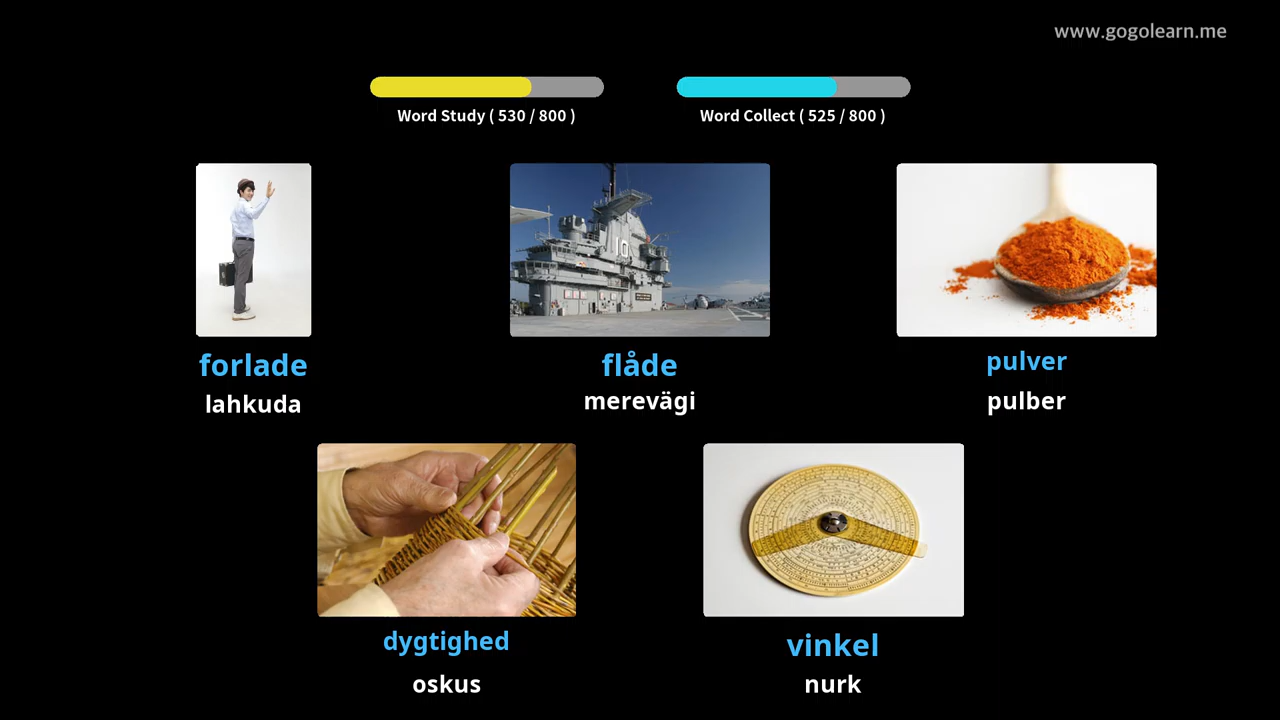 www.gogolearn.me
Word Study ( 530 / 800 )
Word Collect ( 525 / 800 )
10
forlade
lahkuda
flåde
merevägi
pulver
pulber
dygtighed
oskus
vinkel
nurk